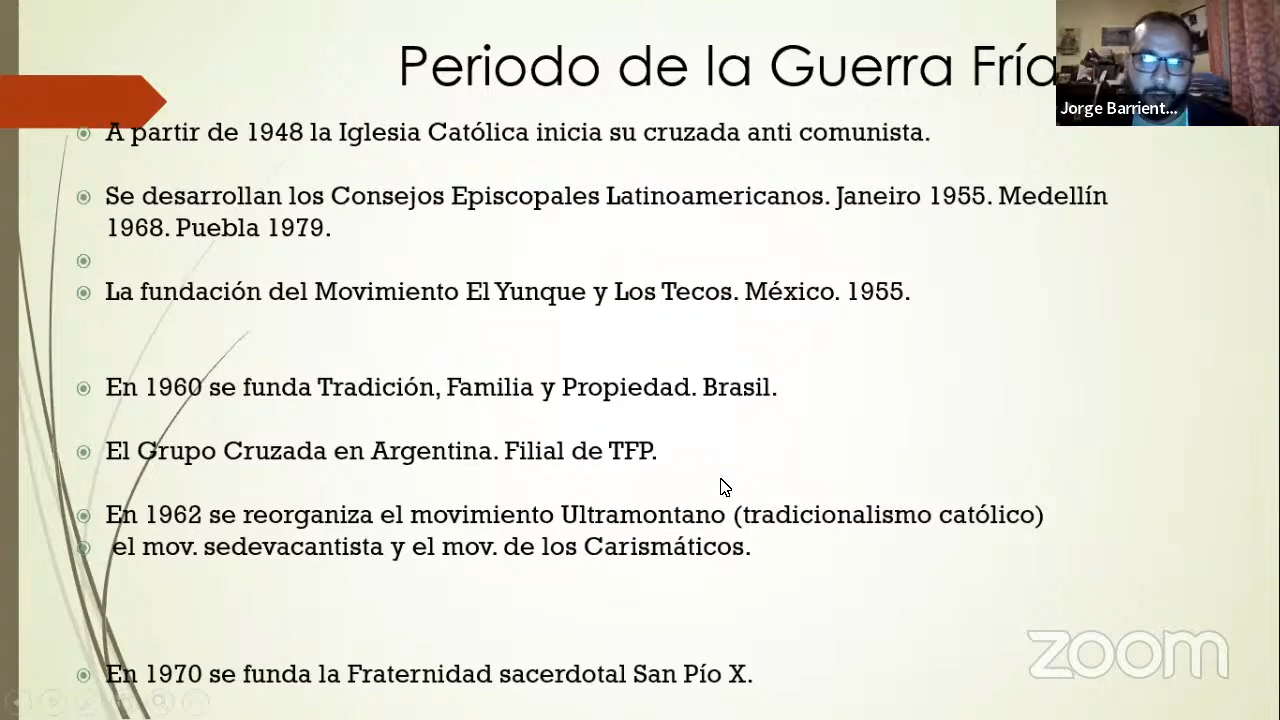 Periodo de la Guerra Fría
Jorge Barrient...
A partir de 1948 la Iglesia Católica inicia su cruzada anti comunista.
Se desarrollan los Consejos Episcopales Latinoamericanos. Janeiro 1955. Medellín
1968. Puebla 1979.
La fundación del Movimiento El Yunque y Los Tecos. México. 1955.
En 1960 se funda Tradición, Familia y Propiedad. Brasil.
El Grupo Cruzada en Argentina. Filial de TFP.
En 1962 se reorganiza el movimiento Ultramontano (tradicionalismo católico)
el mov. sedevacantista y el mov. de los Carismáticos.
En 1970 se funda la Fraternidad sacerdotal San Pío X.
zoom